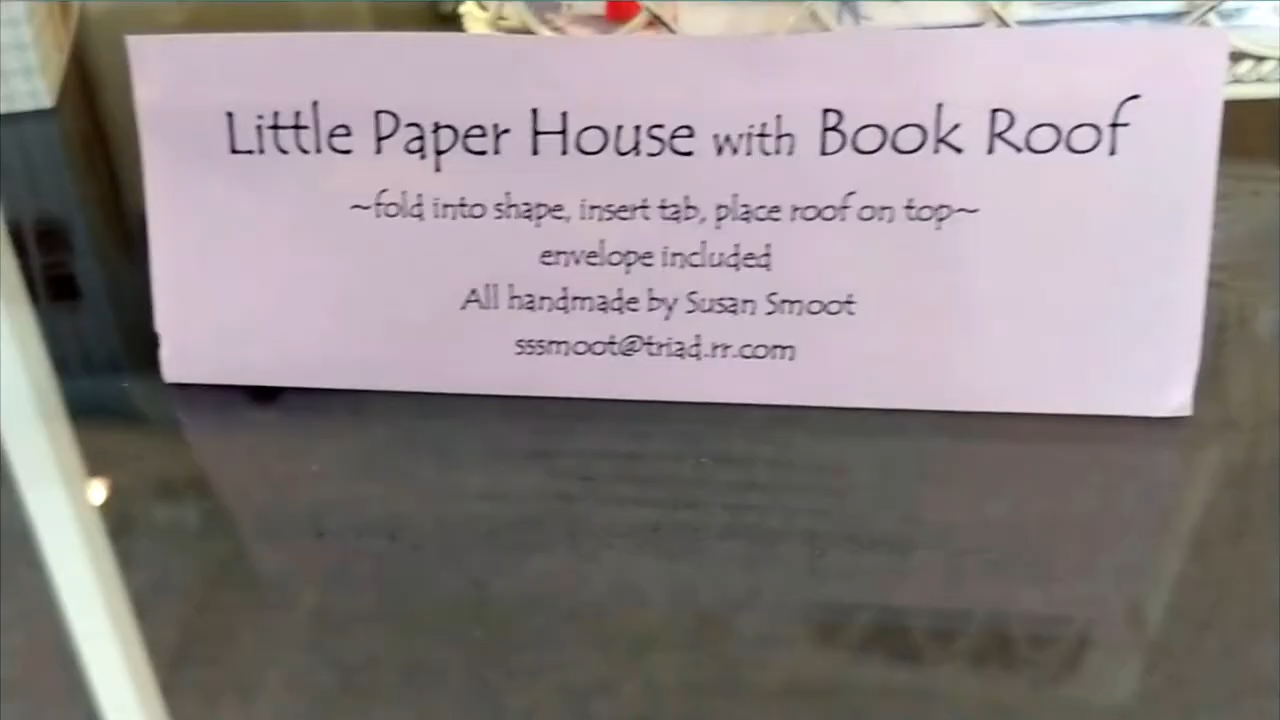 Little Paper House with Book Roof
~fold into shape, insert tab, place roof on top~
envelope included
All handmade by Susan Smoot
sssmoot@triad.rr.com